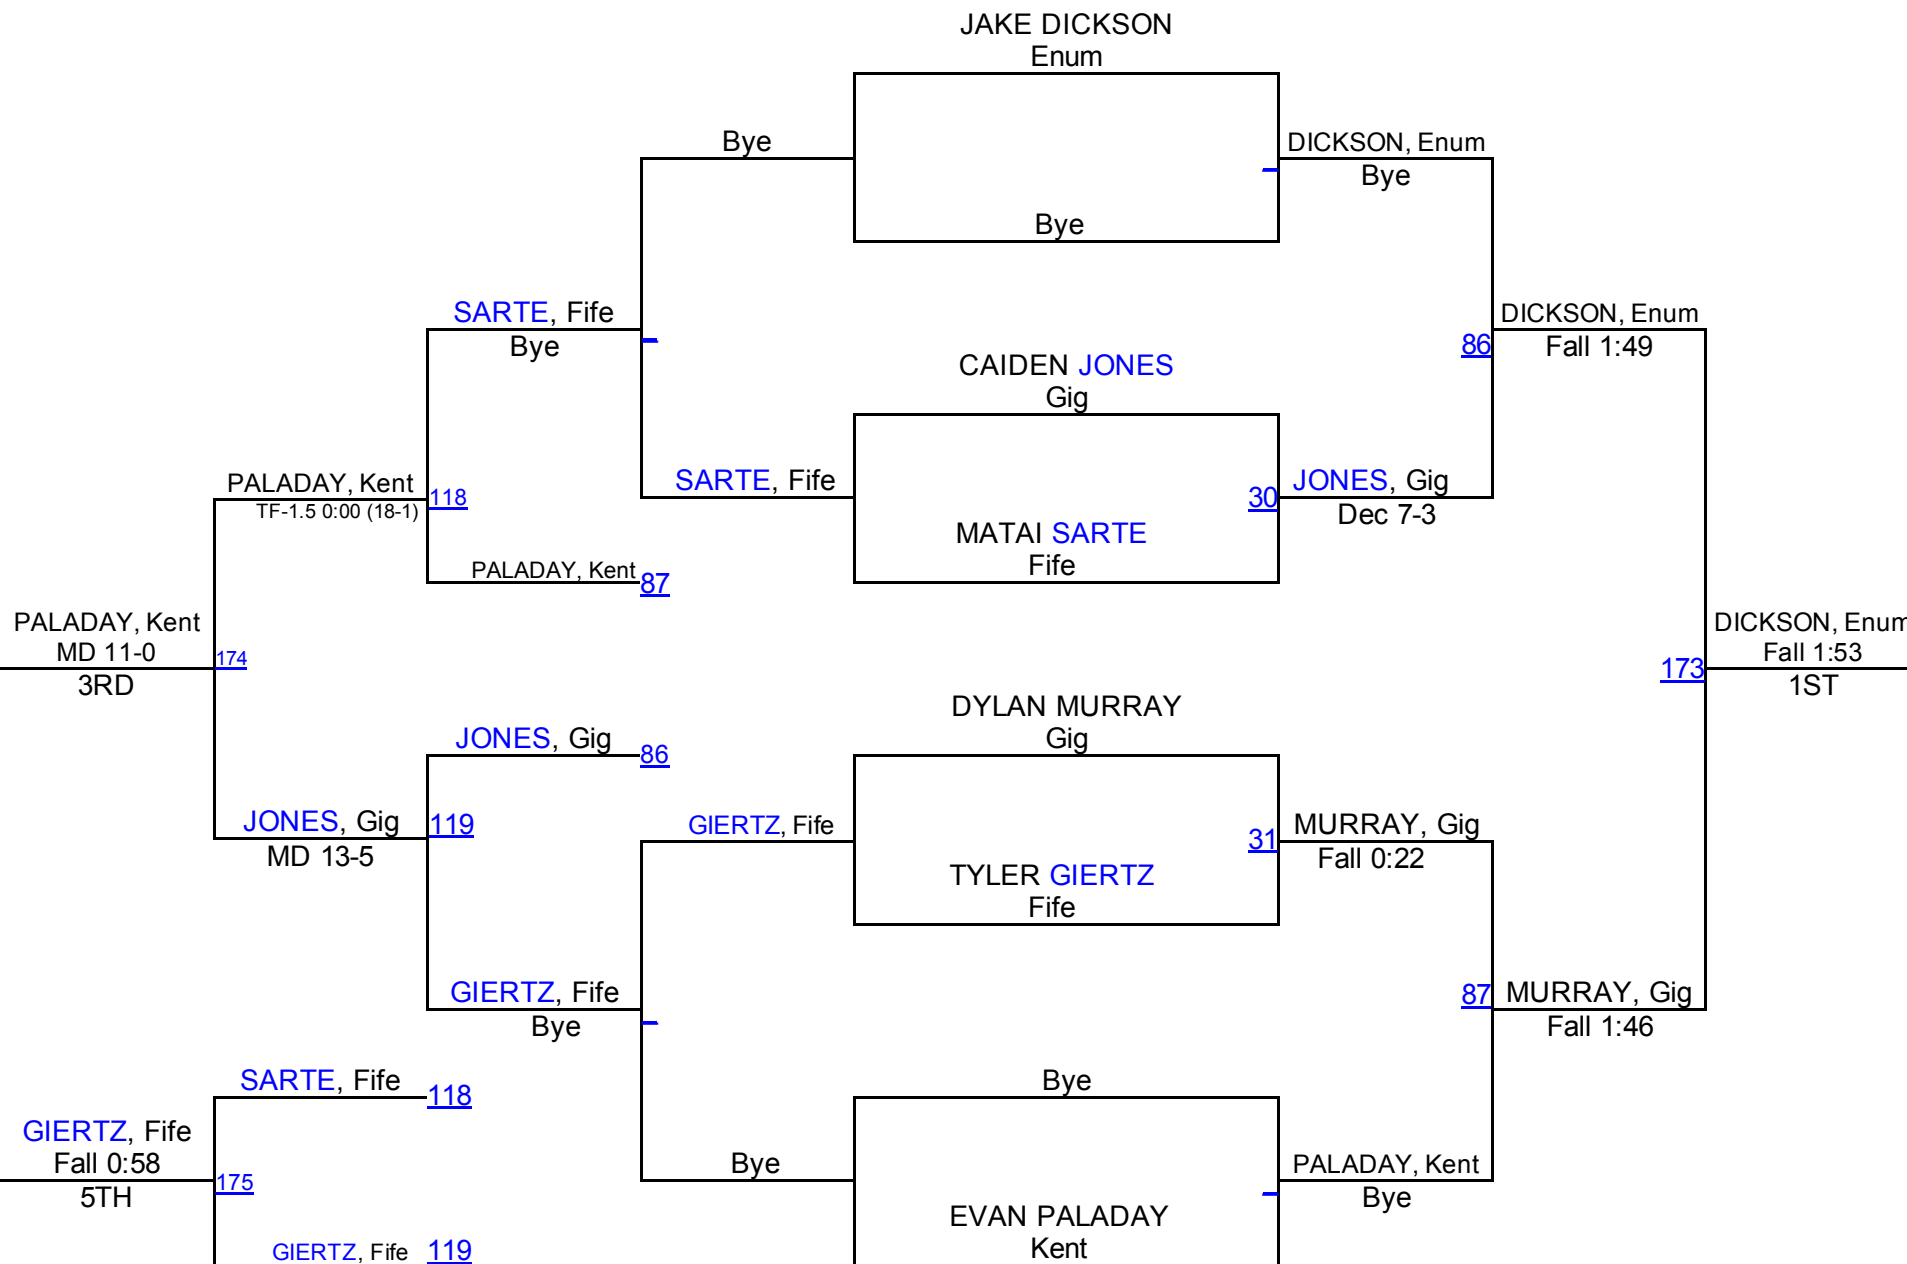 JAKE DICKSON
Enum
Bye
DICKSON, Enum
Bye
Bye
SARTE, Fife
Bye
DICKSON, Enum
86
Fall 1:49
CAIDEN JONES
Gig
PALADAY, Kent
118
TF-1.5 0:00 (18-1)
SARTE, Fife
30
JONES, Gig
Dec 7-3
MATAI SARTE
Fife
PALADAY, Kent
87
PALADAY, Kent
MD 11-0
174
3RD
DICKSON, Enum
Fall 1:53
173
1ST
DYLAN MURRAY
Gig
JONES, Gig
86
JONES, Gig
119
MD 13-5
GIERTZ, Fife
31
MURRAY, Gig
Fall 0:22
TYLER GIERTZ
Fife
GIERTZ, Fife
Bye
87
MURRAY, Gig
Fall 1:46
SARTE, Fife
118
Bye
GIERTZ, Fife
Fall 0:58
175
5TH
Bye
PALADAY, Kent
Bye
EVAN PALADAY
Kent
GIERTZ, Fife
119